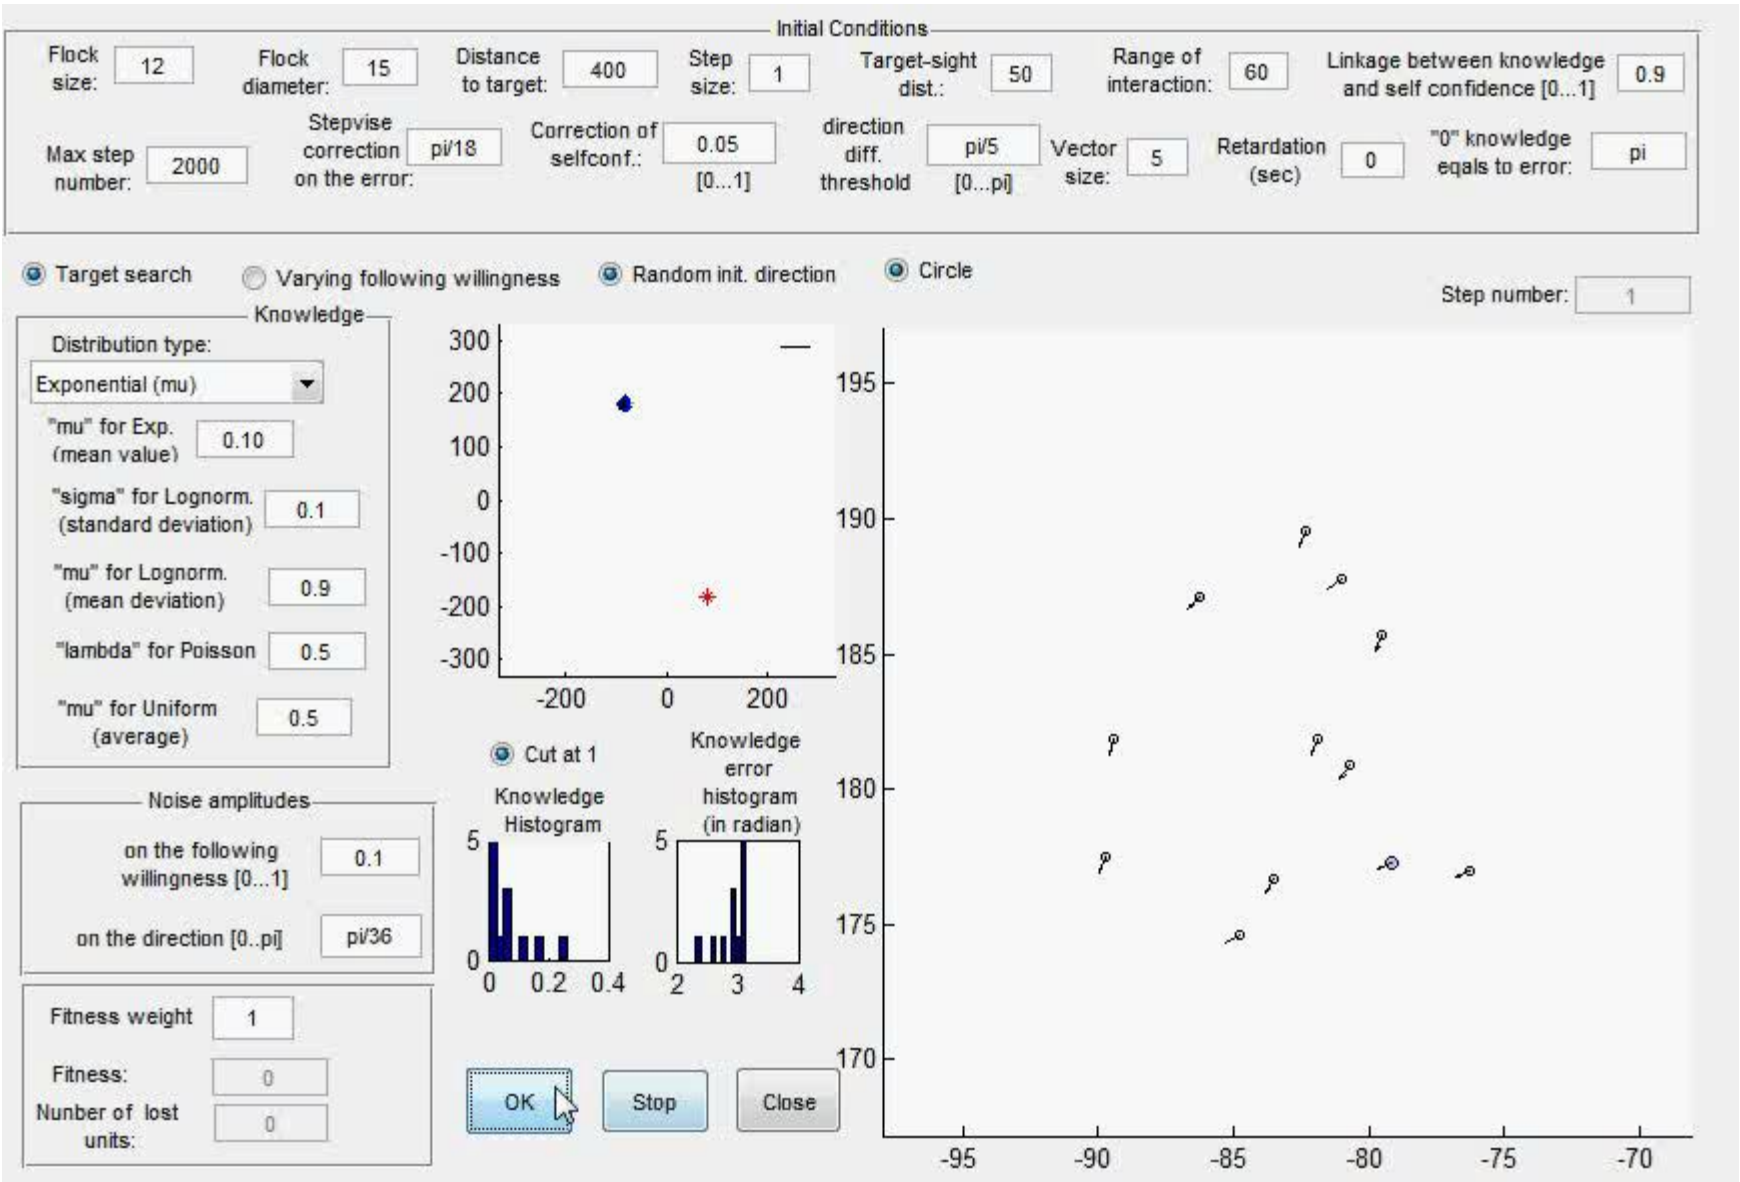 Initial Conditions
Flock size: 12
Flock diameter: 15
Distance to target: 400
Step size: 1
Target-sight dist.: 50
Range of interaction: 60
Linkage between knowledge and self confidence [0...1] 0.9
Max step number: 2000
Stepvise correction on the error: pi/18
Correction of selfconf.: 0.05 [0...1]
direction diff. threshold pi/5 [0...pi]
Vector size: 5
Retardation (sec) 0
"0" knowledge eqals to error: pi
Target search
Varying following willingness
Random init. direction
Circle
Step number: 1
Knowledge
Distribution type:
Exponential (mu)
"mu" for Exp. (mean value) 0.10
"sigma" for Lognorm. (standard deviation) 0.1
"mu" for Lognorm. (mean deviation) 0.9
"lambda" for Poisson 0.5
"mu" for Uniform (average) 0.5
Noise amplitudes
on the following willingness [0...1] 0.1
on the direction [0..pi] pi/36
Fitness weight 1
Fitness: 0
Nunber of lost units: 0
300
200
100
0
-100
-200
-300
-200 0 200
Cut at 1
Knowledge Histogram
5
0
0 0.2 0.4
Knowledge error histogram (in radian)
5
0
2 3 4
OK
Stop
Close
195
190
185
180
175
170
-95 -90 -85 -80 -75 -70